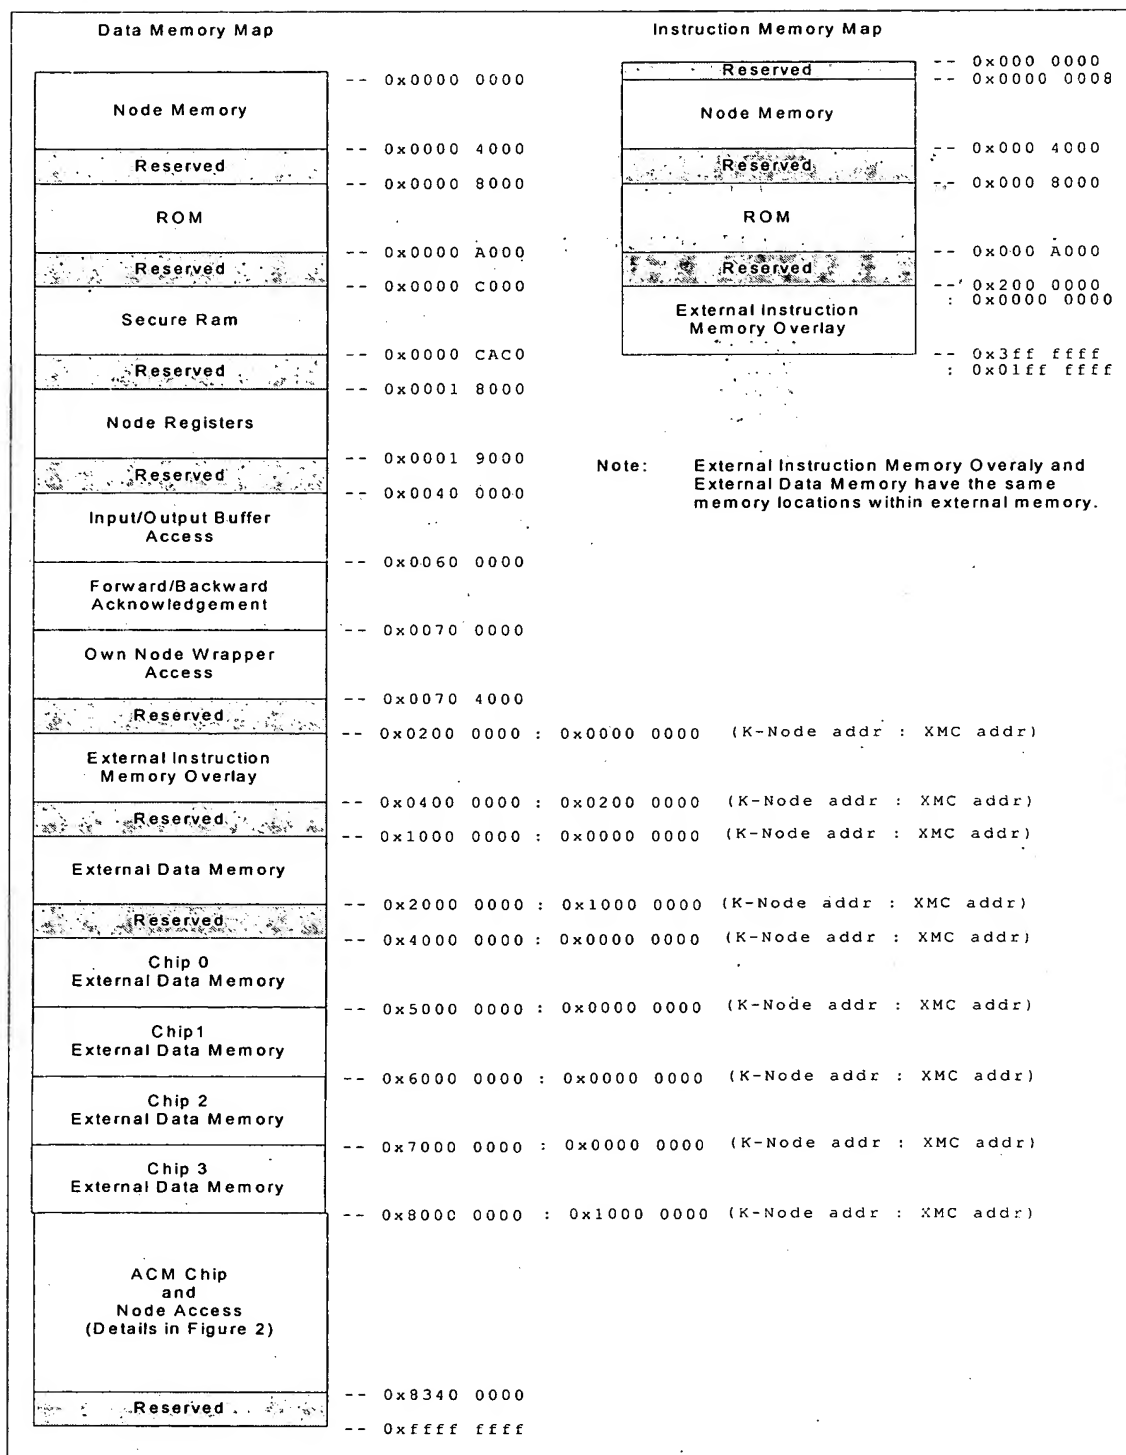 Data Memory Map
-- 0x0000 0000
Node Memory
-- 0x0000 4000
Reserved
-- 0x0000 8000
ROM
-- 0x0000 A000
Reserved
-- 0x0000 C000
Secure Ram
-- 0x0000 CAC0
Reserved
-- 0x0001 8000
Node Registers
-- 0x0001 9000
Reserved
-- 0x0040 0000
Input/Output Buffer
Access
-- 0x0060 0000
Forward/Backward
Acknowledgement
-- 0x0070 0000
Own Node Wrapper
Access
-- 0x0070 4000
Reserved
-- 0x0200 0000 : 0x0000 0000 (K-Node addr : XMC addr)
External Instruction
Memory Overlay
-- 0x0400 0000 : 0x0200 0000 (K-Node addr : XMC addr)
Reserved
-- 0x1000 0000 : 0x0000 0000 (K-Node addr : XMC addr)
External Data Memory
-- 0x2000 0000 : 0x1000 0000 (K-Node addr : XMC addr)
Reserved
-- 0x4000 0000 : 0x0000 0000 (K-Node addr : XMC addr)
Chip 0
External Data Memory
-- 0x5000 0000 : 0x0000 0000 (K-Node addr : XMC addr)
Chip1
External Data Memory
-- 0x6000 0000 : 0x0000 0000 (K-Node addr : XMC addr)
Chip 2
External Data Memory
-- 0x7000 0000 : 0x0000 0000 (K-Node addr : XMC addr)
Chip 3
External Data Memory
-- 0x8000 0000 : 0x1000 0000 (K-Node addr : XMC addr)
ACM Chip
and
Node Access
(Details in Figure 2)
-- 0x8340 0000
Reserved
-- 0xffff ffff
Instruction Memory Map
-- 0x000 0000
Reserved
-- 0x0000 0008
Node Memory
-- 0x000 4000
Reserved
-- 0x000 8000
ROM
-- 0x000 A000
Reserved
-- 0x200 0000
: 0x0000 0000
External Instruction
Memory Overlay
-- 0x3ff ffff
: 0x01ff ffff
Note: External Instruction Memory Overaly and
External Data Memory have the same
memory locations within external memory.